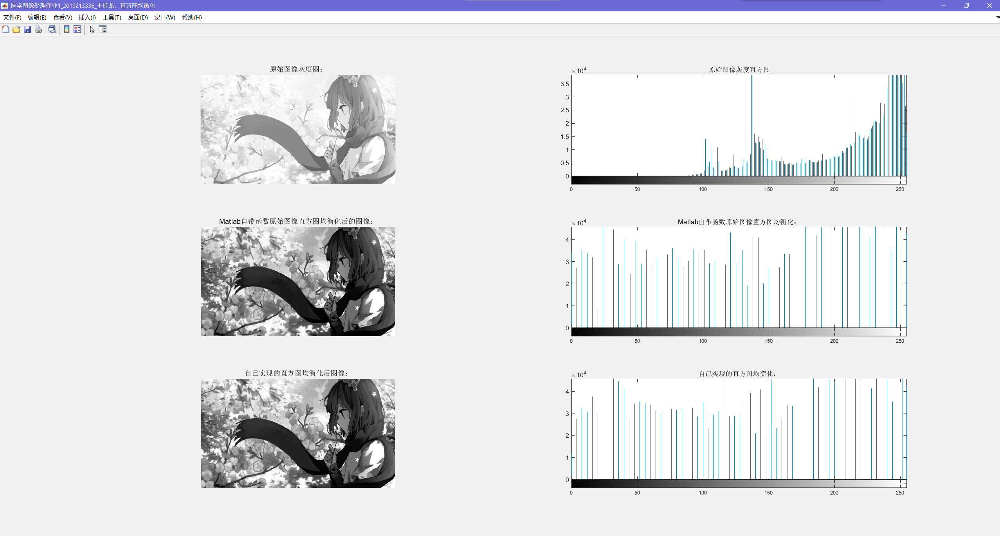 医学图像处理作业1_2019213336_王瑞龙：直方图均衡化
文件(F) 编辑(E) 查看(V) 插入(I) 工具(T) 桌面(D) 窗口(W) 帮助(H)
原始图像灰度图：
原始图像灰度直方图
×10⁴
3.5
3
2.5
2
1.5
1
0.5
0
0 50 100 150 200 250
Matlab自带函数原始图像直方图均衡化后的图像：
Matlab自带函数原始图像直方图均衡化：
×10⁴
4
3
2
1
0
0 50 100 150 200 250
自己实现的直方图均衡化后图像：
自己实现的直方图均衡化：
×10⁴
4
3
2
1
0
0 50 100 150 200 250